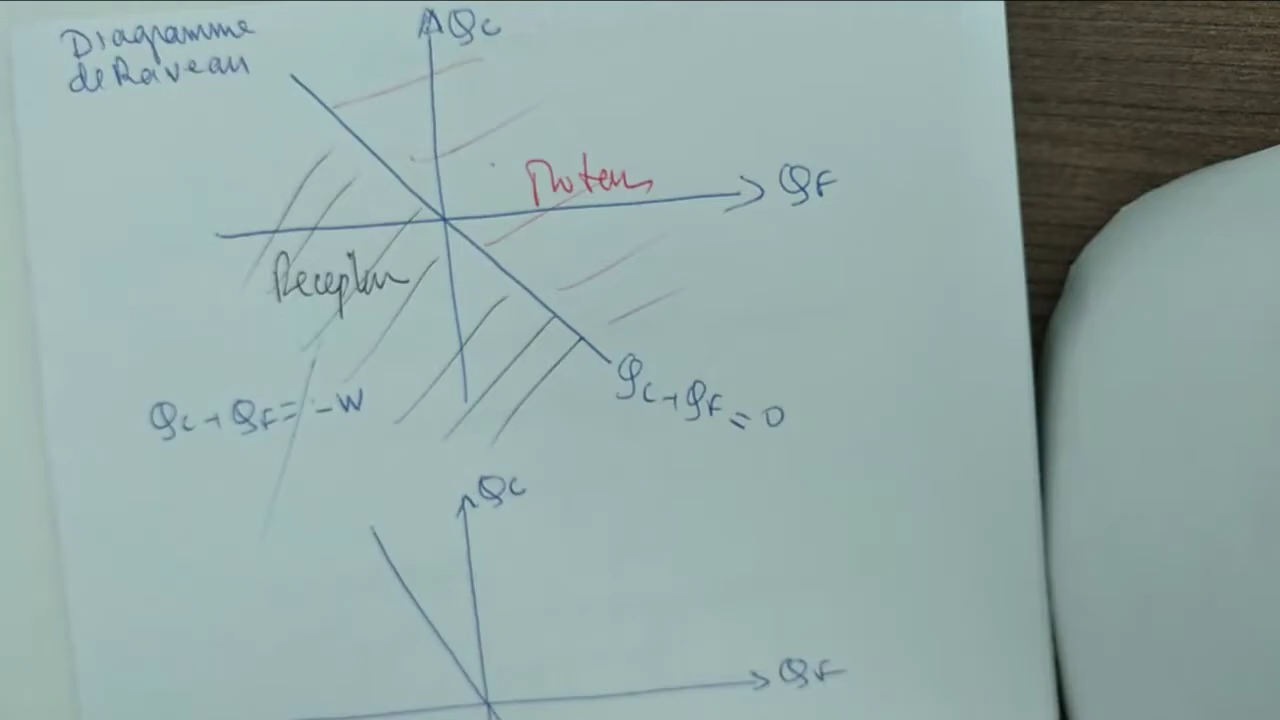 Diagramme
de Raveau
Qc
Moteur
QF
Recepteur
Qc + QF = -W
Qc + QF = 0
Qc
QF